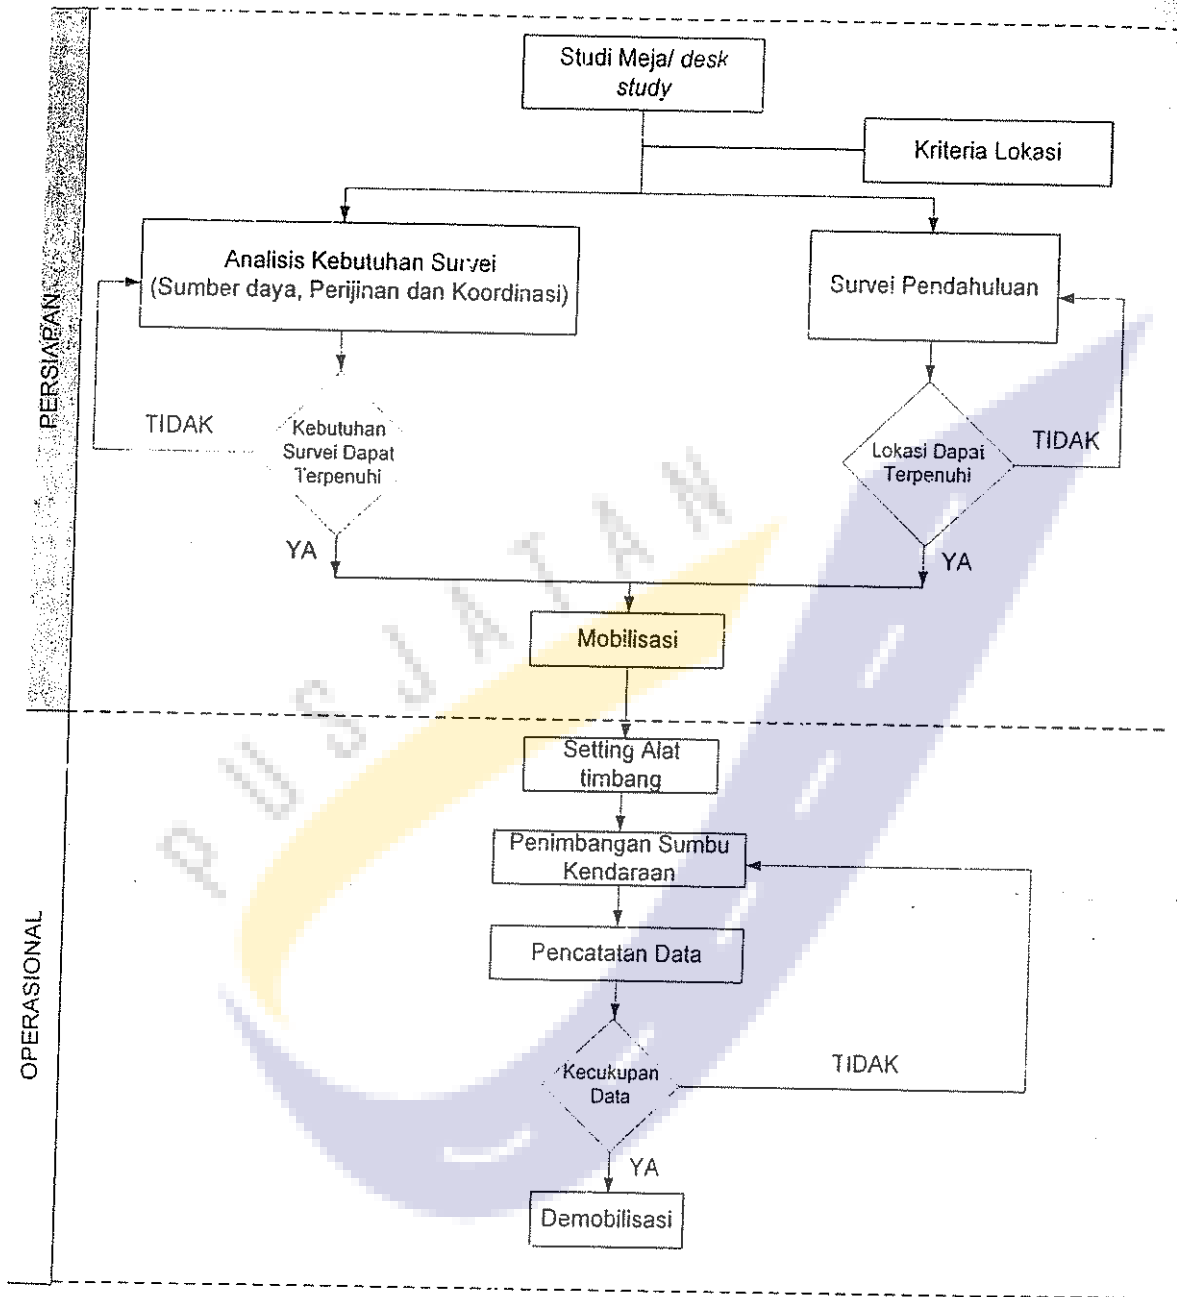 Studi Meja/ desk
study
Kriteria Lokasi
PERSIAPAN
Analisis Kebutuhan Survei
(Sumber daya, Perijinan dan Koordinasi)
Survei Pendahuluan
TIDAK
Kebutuhan
Survei Dapat
Terpenuhi
Lokasi Dapat
Terpenuhi
TIDAK
YA
YA
Mobilisasi
PUSJATAN
OPERASIONAL
Setting Alat
timbang
Penimbangan Sumbu
Kendaraan
Pencatatan Data
Kecukupan
Data
TIDAK
YA
Demobilisasi